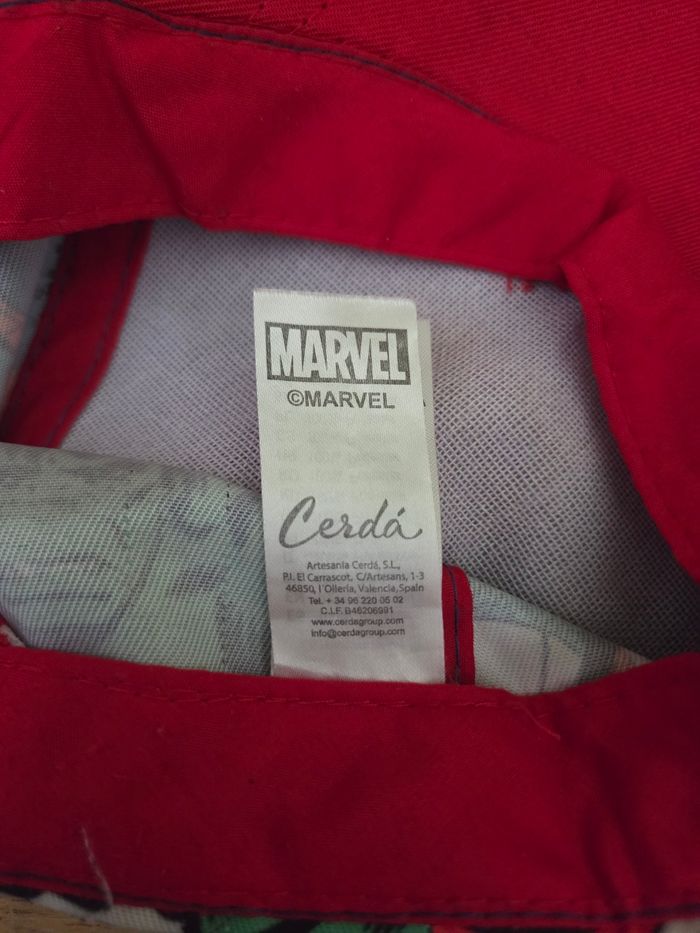 MARVEL
©MARVEL
Cerdá
Artesania Cerdá, S.L.,
P.I. El Carrascot, C/Artesans, 1-3
46850, l'Olleria, Valencia, Spain
Tel. + 34 96 220 05 02
C.I.F. B46206991
www.cerdagroup.com
info@cerdagroup.com